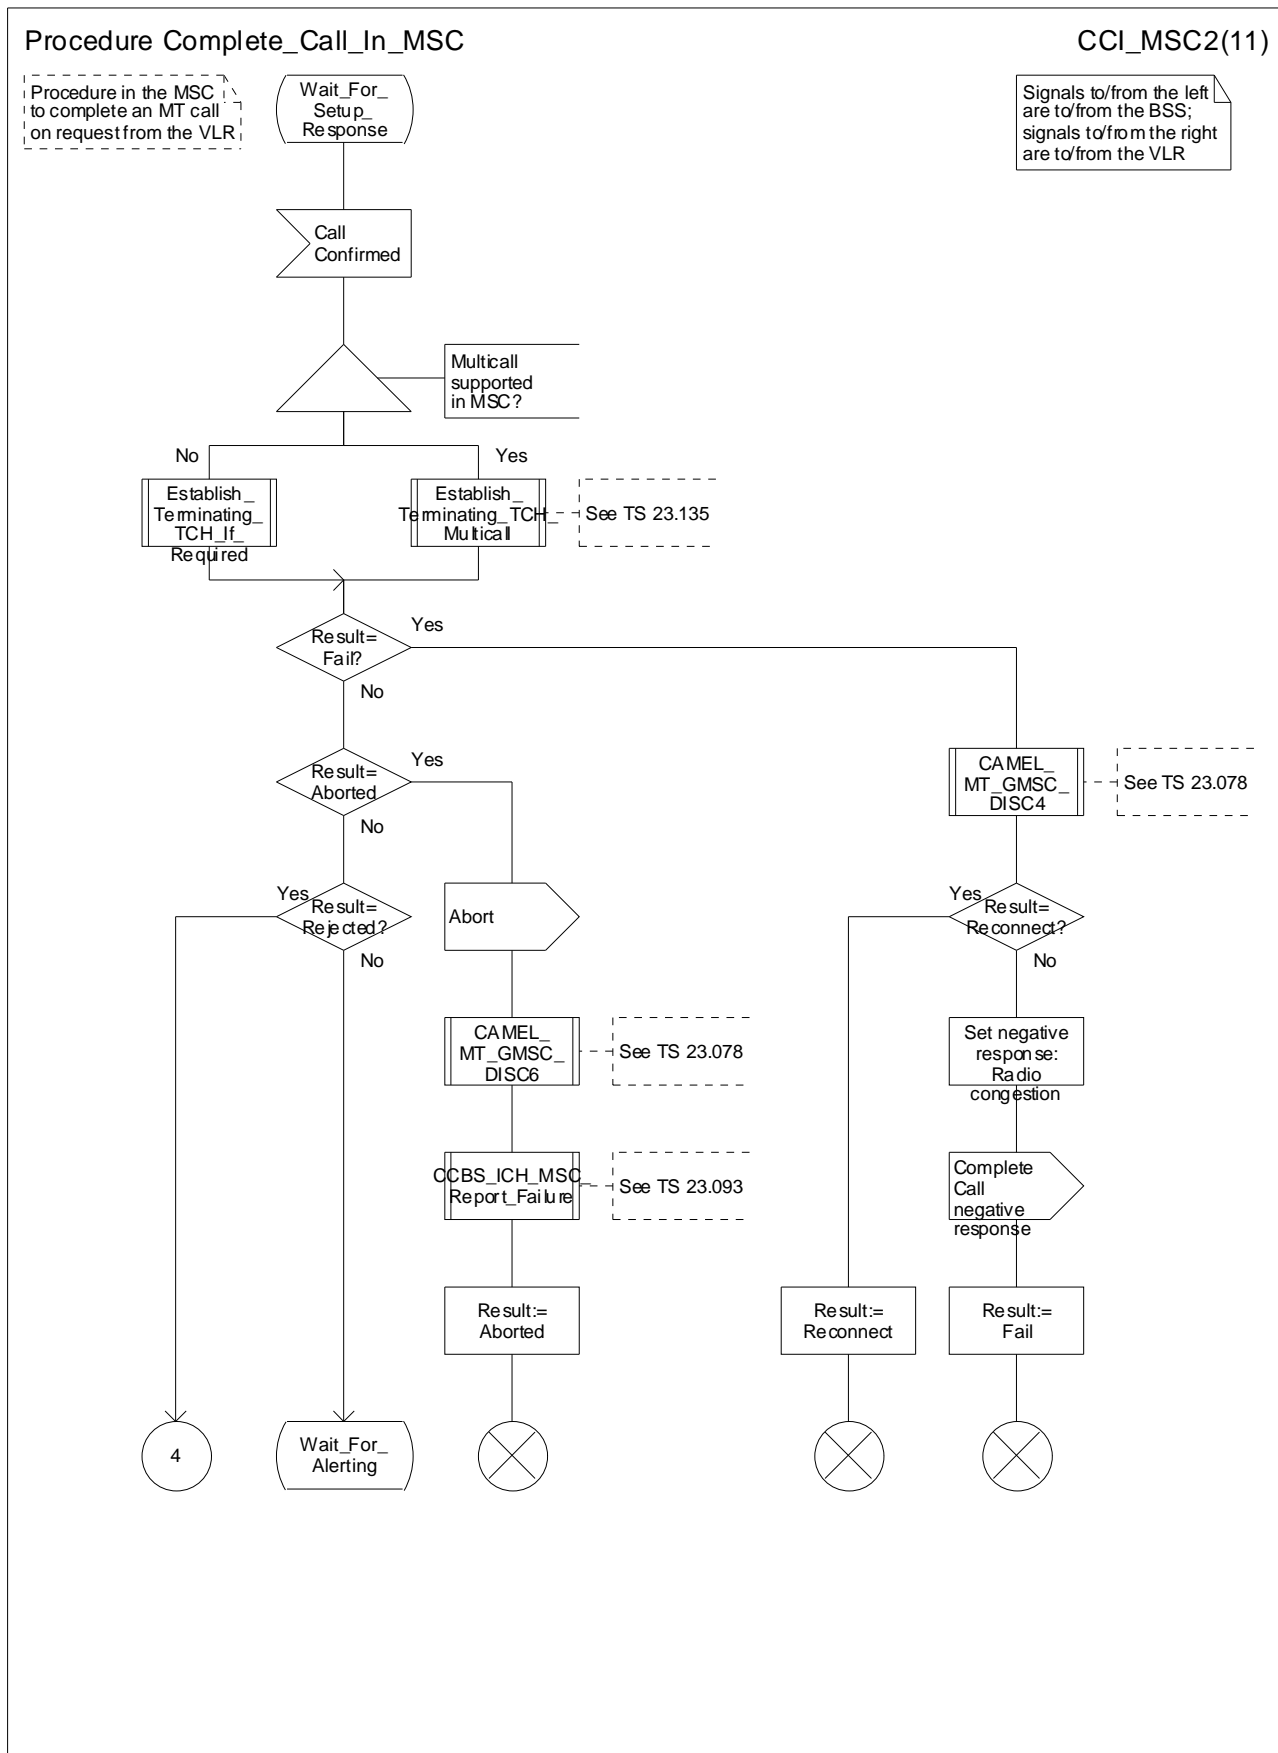 Procedure Complete_Call_In_MSC
CCI_MSC2(11)
Procedure in the MSC
to complete an MT call
on request from the VLR
Wait_For_
Setup_
Response
Signals to/from the left
are to/from the BSS;
signals to/from the right
are to/from the VLR
Call
Confirmed
Multicall
supported
in MSC?
No
Yes
Establish_
Terminating_
TCH_If_
Required
Establish_
Terminating_TCH_
Multicall
See TS 23.135
Result=
Fail?
Yes
No
Result=
Aborted
Yes
No
CAMEL_
MT_GMSC_
DISC4
See TS 23.078
Yes
Result=
Rejected?
No
Abort
Yes
Result=
Reconnect?
No
CAMEL_
MT_GMSC_
DISC6
See TS 23.078
Set negative
response:
Radio
congestion
CCBS_ICH_MSC_
Report_Failure
See TS 23.093
Complete
Call
negative
response
Result:=
Aborted
Result:=
Reconnect
Result:=
Fail
4
Wait_For_
Alerting